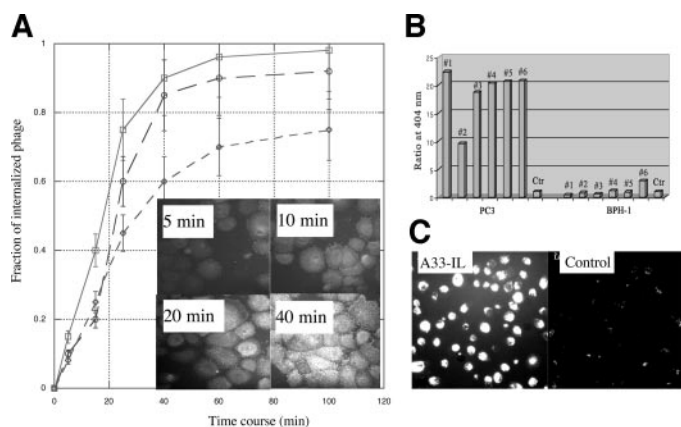 A
Fraction of internalized phage
1
0.8
0.6
0.4
0.2
0
5 min
10 min
20 min
40 min
0 20 40 60 80 100 120
Time course (min)
B
Ratio at 404 nm
25
20
15
10
5
0
#1 #2 #3 #4 #5 #6 Ctr
#1 #2 #3 #4 #5 #6 Ctr
PC3 BPH-1
C
A33-IL Control